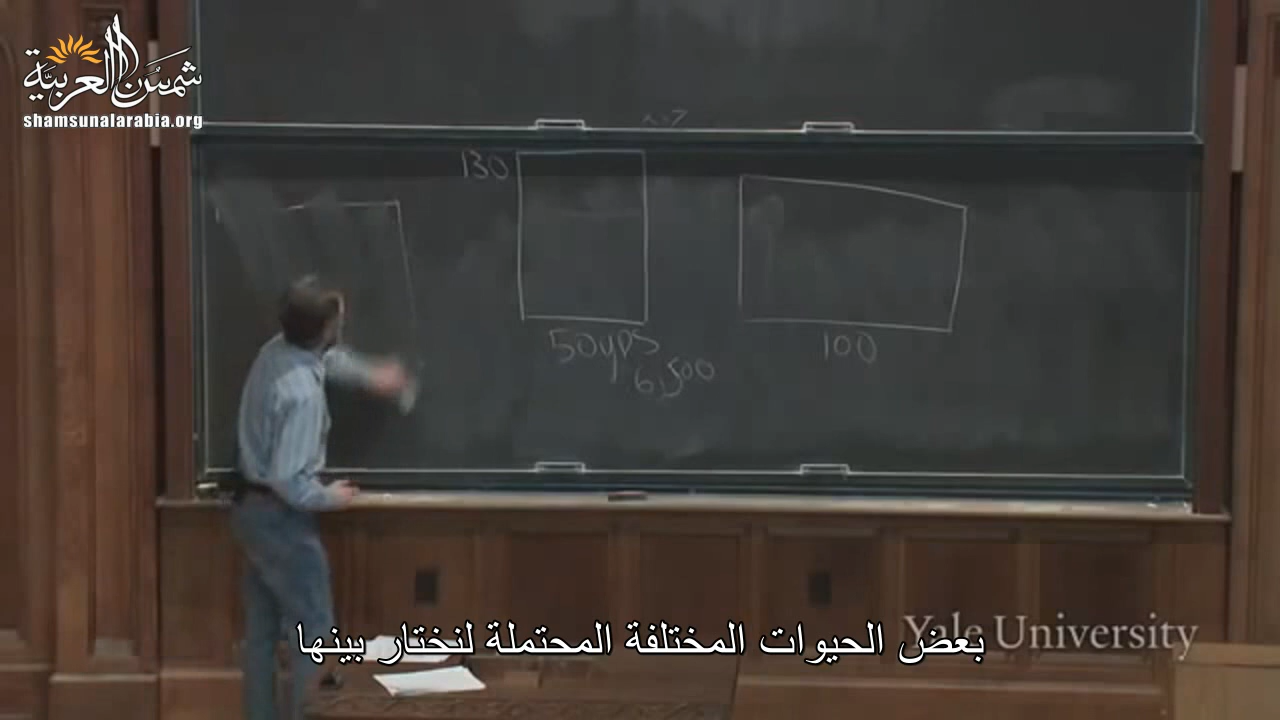 شمس العربية
shamsunalarabia.org
130
50yrs
6,500
100
Yale University
بعض الحيوات المختلفة المحتملة لنختار بينها